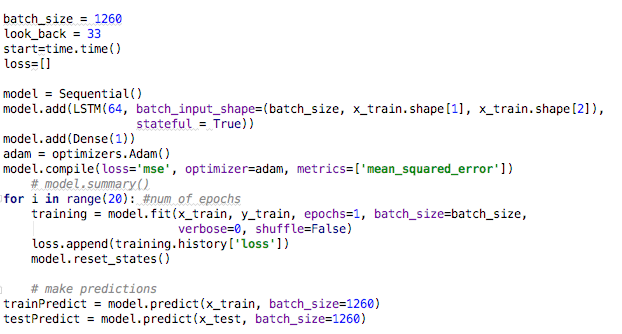 batch_size = 1260
look_back = 33
start=time.time()
loss=[]

model = Sequential()
model.add(LSTM(64, batch_input_shape=(batch_size, x_train.shape[1], x_train.shape[2]),
                   stateful = True))
model.add(Dense(1))
adam = optimizers.Adam()
model.compile(loss='mse', optimizer=adam, metrics=['mean_squared_error'])
    # model.summary()
for i in range(20): #num of epochs
    training = model.fit(x_train, y_train, epochs=1, batch_size=batch_size,
                         verbose=0, shuffle=False)
    loss.append(training.history['loss'])
    model.reset_states()

    # make predictions
trainPredict = model.predict(x_train, batch_size=1260)
testPredict = model.predict(x_test, batch_size=1260)